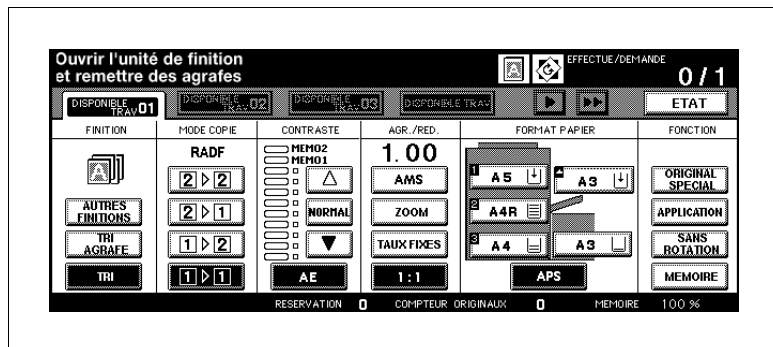 Ouvrir l'unité de finition
et remettre des agrafes
EFFECTUE/DEMANDE
0/1
DISPONIBLE
TRAV 01
DISPONIBLE
TRAV 02
DISPONIBLE
TRAV 03
DISPONIBLE TRAV
ETAT
FINITION
MODE COPIE
CONTRASTE
AGR./RED.
FORMAT PAPIER
FONCTION
AUTRES
FINITIONS
TRI
AGRAFE
TRI
RADF
2 ▷ 2
2 ▷ 1
1 ▷ 2
1 ▷ 1
MEMO2
MEMO1
NORMAL
AE
1.00
AMS
ZOOM
TAUX FIXES
1:1
1 A5
A3
2 A4R
3 A4
A3
APS
ORIGINAL
SPECIAL
APPLICATION
SANS
ROTATION
MEMOIRE
RESERVATION 0 COMPTEUR ORIGINAUX 0 MEMOIRE 100 %